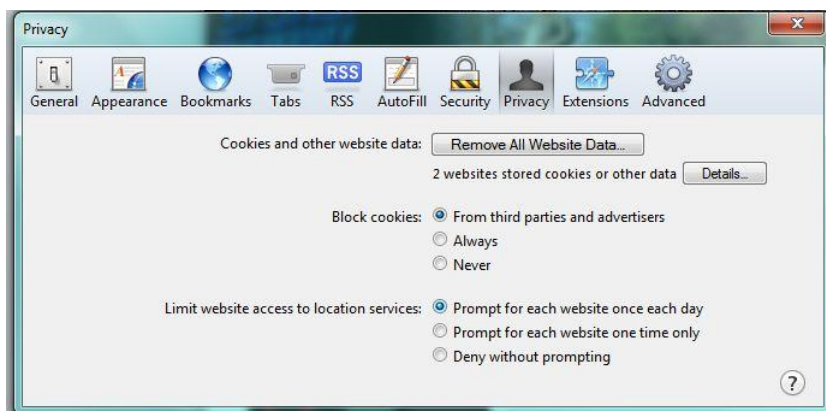 Privacy
RSS
General Appearance Bookmarks Tabs RSS AutoFill Security Privacy Extensions Advanced
Cookies and other website data: Remove All Website Data...
2 websites stored cookies or other data Details...
Block cookies: From third parties and advertisers
Always
Never
Limit website access to location services: Prompt for each website once each day
Prompt for each website one time only
Deny without prompting
?